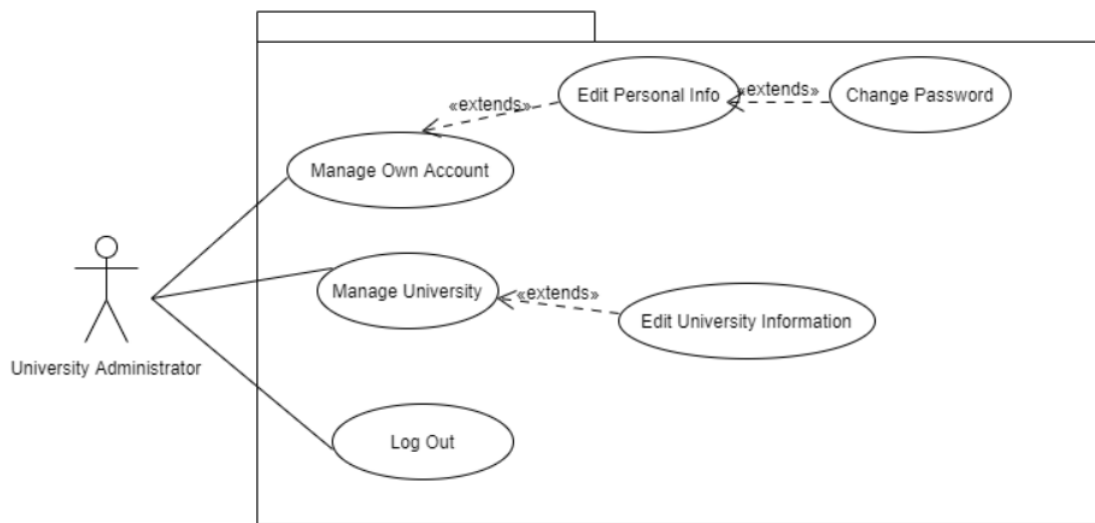 Edit Personal Info
«extends»
Change Password
«extends»
Manage Own Account
Manage University
«extends»
Edit University Information
University Administrator
Log Out